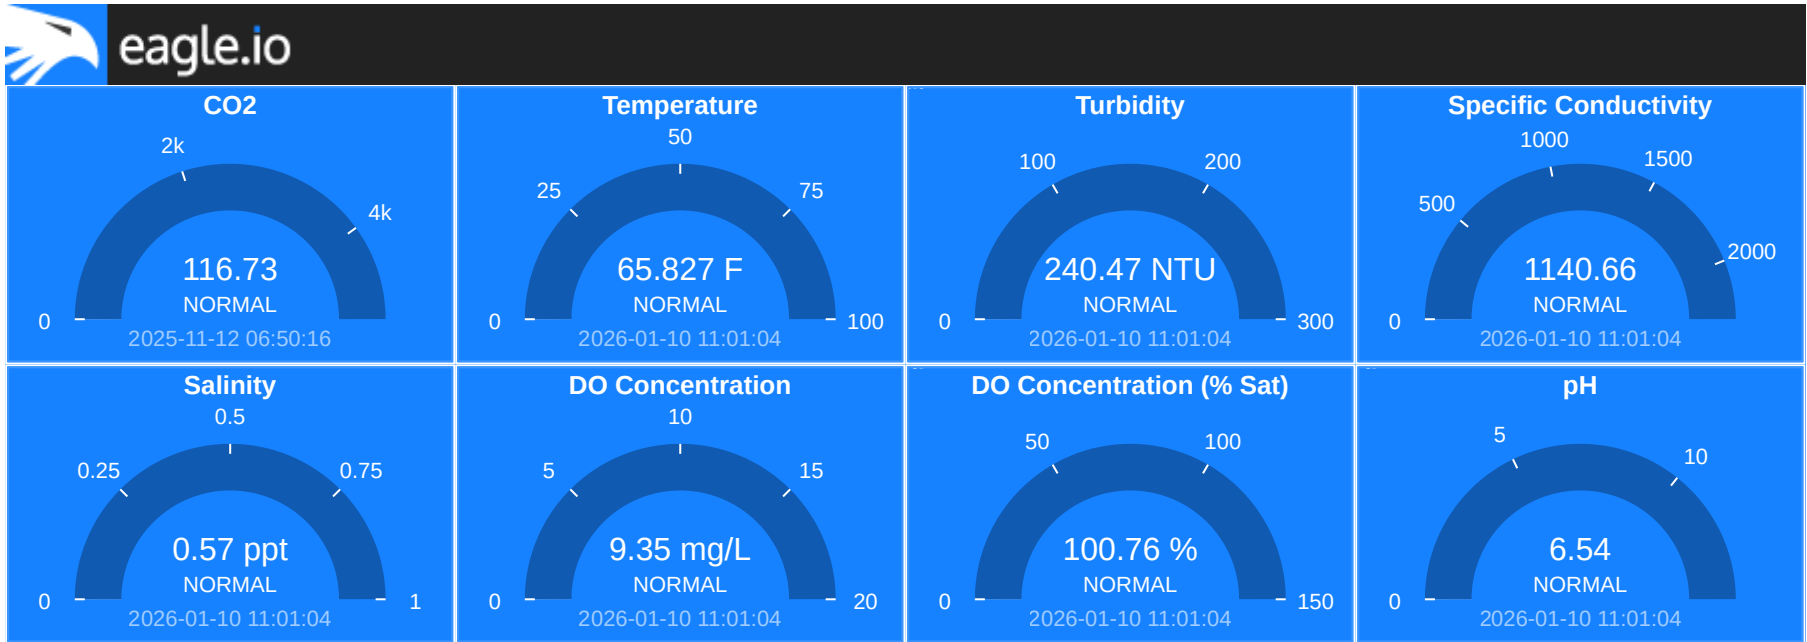 eagle.io
CO2
2k
4k
0
116.73
NORMAL
2025-11-12 06:50:16
Temperature
50
25
75
0
100
65.827 F
NORMAL
2026-01-10 11:01:04
Turbidity
100
200
0
300
240.47 NTU
NORMAL
2026-01-10 11:01:04
Specific Conductivity
1000
1500
500
2000
0
1140.66
NORMAL
2026-01-10 11:01:04
Salinity
0.5
0.25
0.75
0
1
0.57 ppt
NORMAL
2026-01-10 11:01:04
DO Concentration
10
5
15
0
20
9.35 mg/L
NORMAL
2026-01-10 11:01:04
DO Concentration (% Sat)
50
100
0
150
100.76 %
NORMAL
2026-01-10 11:01:04
pH
5
10
0
6.54
NORMAL
2026-01-10 11:01:04